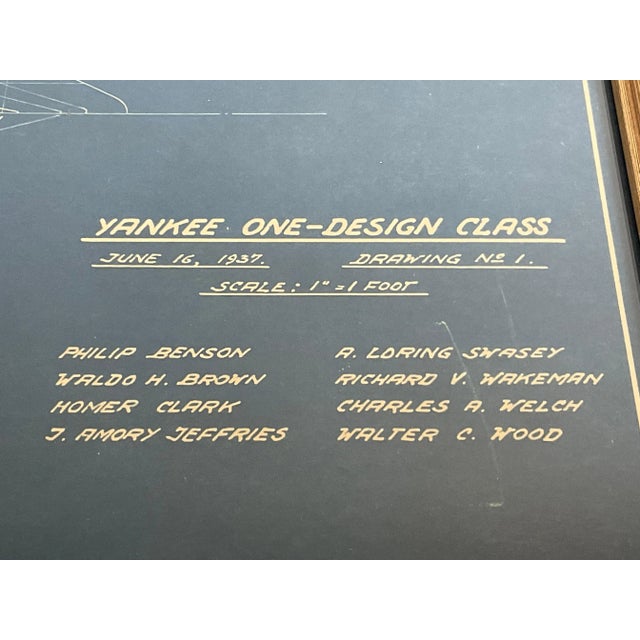 YANKEE ONE-DESIGN CLASS
JUNE 16, 1937. DRAWING No 1.
SCALE: 1" = 1 FOOT
PHILIP BENSON A. LORING SWASEY
WALDO H. BROWN RICHARD V. WAKEMAN
HOMER CLARK CHARLES A. WELCH
J. AMORY JEFFRIES WALTER C. WOOD